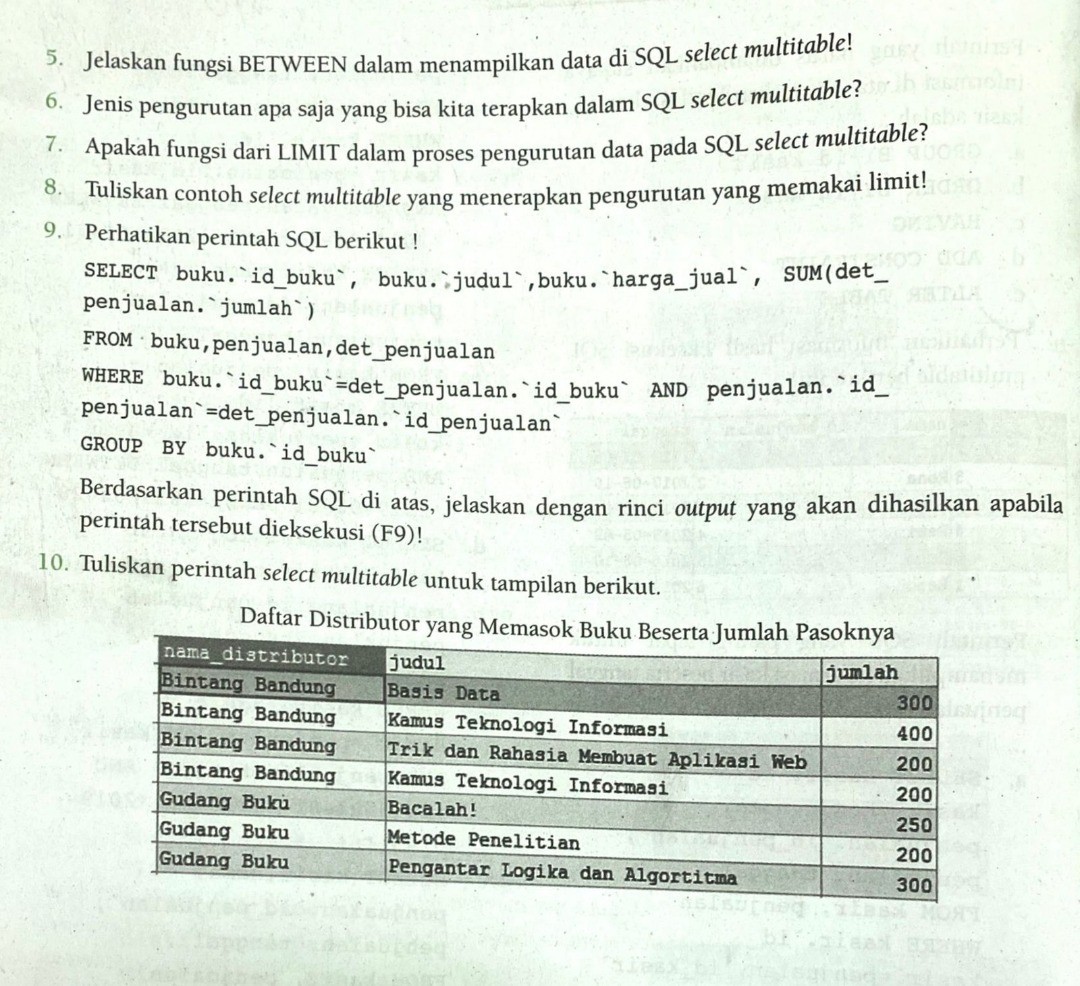 5. Jelaskan fungsi BETWEEN dalam menampilkan data di SQL select multitable!
6. Jenis pengurutan apa saja yang bisa kita terapkan dalam SQL select multitable?
7. Apakah fungsi dari LIMIT dalam proses pengurutan data pada SQL select multitable?
8. Tuliskan contoh select multitable yang menerapkan pengurutan yang memakai limit!
9. Perhatikan perintah SQL berikut !
SELECT buku.`id_buku`, buku.`judul`,buku.`harga_jual`, SUM(det_
penjualan.`jumlah`)
FROM buku,penjualan,det_penjualan
WHERE buku.`id_buku`=det_penjualan.`id_buku` AND penjualan.`id_
penjualan`=det_penjualan.`id_penjualan`
GROUP BY buku.`id_buku`
Berdasarkan perintah SQL di atas, jelaskan dengan rinci output yang akan dihasilkan apabila
perintah tersebut dieksekusi (F9)!
10. Tuliskan perintah select multitable untuk tampilan berikut.
Daftar Distributor yang Memasok Buku Beserta Jumlah Pasoknya
nama_distributor judul jumlah
Bintang Bandung Basis Data 300
Bintang Bandung Kamus Teknologi Informasi 400
Bintang Bandung Trik dan Rahasia Membuat Aplikasi Web 200
Bintang Bandung Kamus Teknologi Informasi 200
Gudang Buku Bacalah! 250
Gudang Buku Metode Penelitian 200
Gudang Buku Pengantar Logika dan Algortitma 300